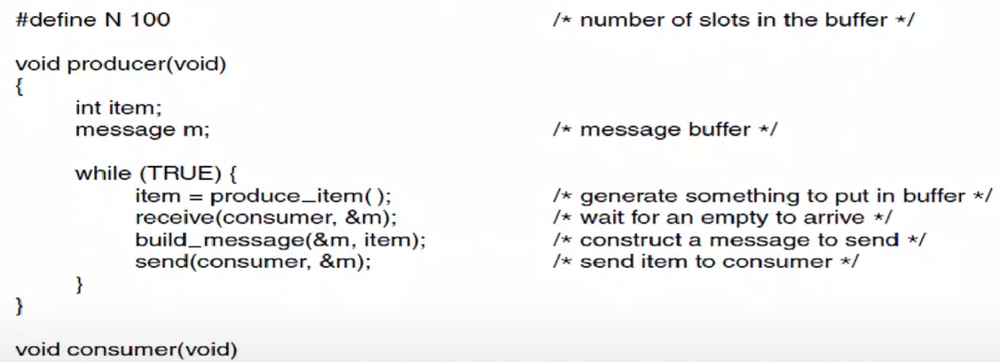 #define N 100 /* number of slots in the buffer */
void producer(void)
{
int item;
message m; /* message buffer */
while (TRUE) {
item = produce_item( ); /* generate something to put in buffer */
receive(consumer, &m); /* wait for an empty to arrive */
build_message(&m, item); /* construct a message to send */
send(consumer, &m); /* send item to consumer */
}
}
void consumer(void)